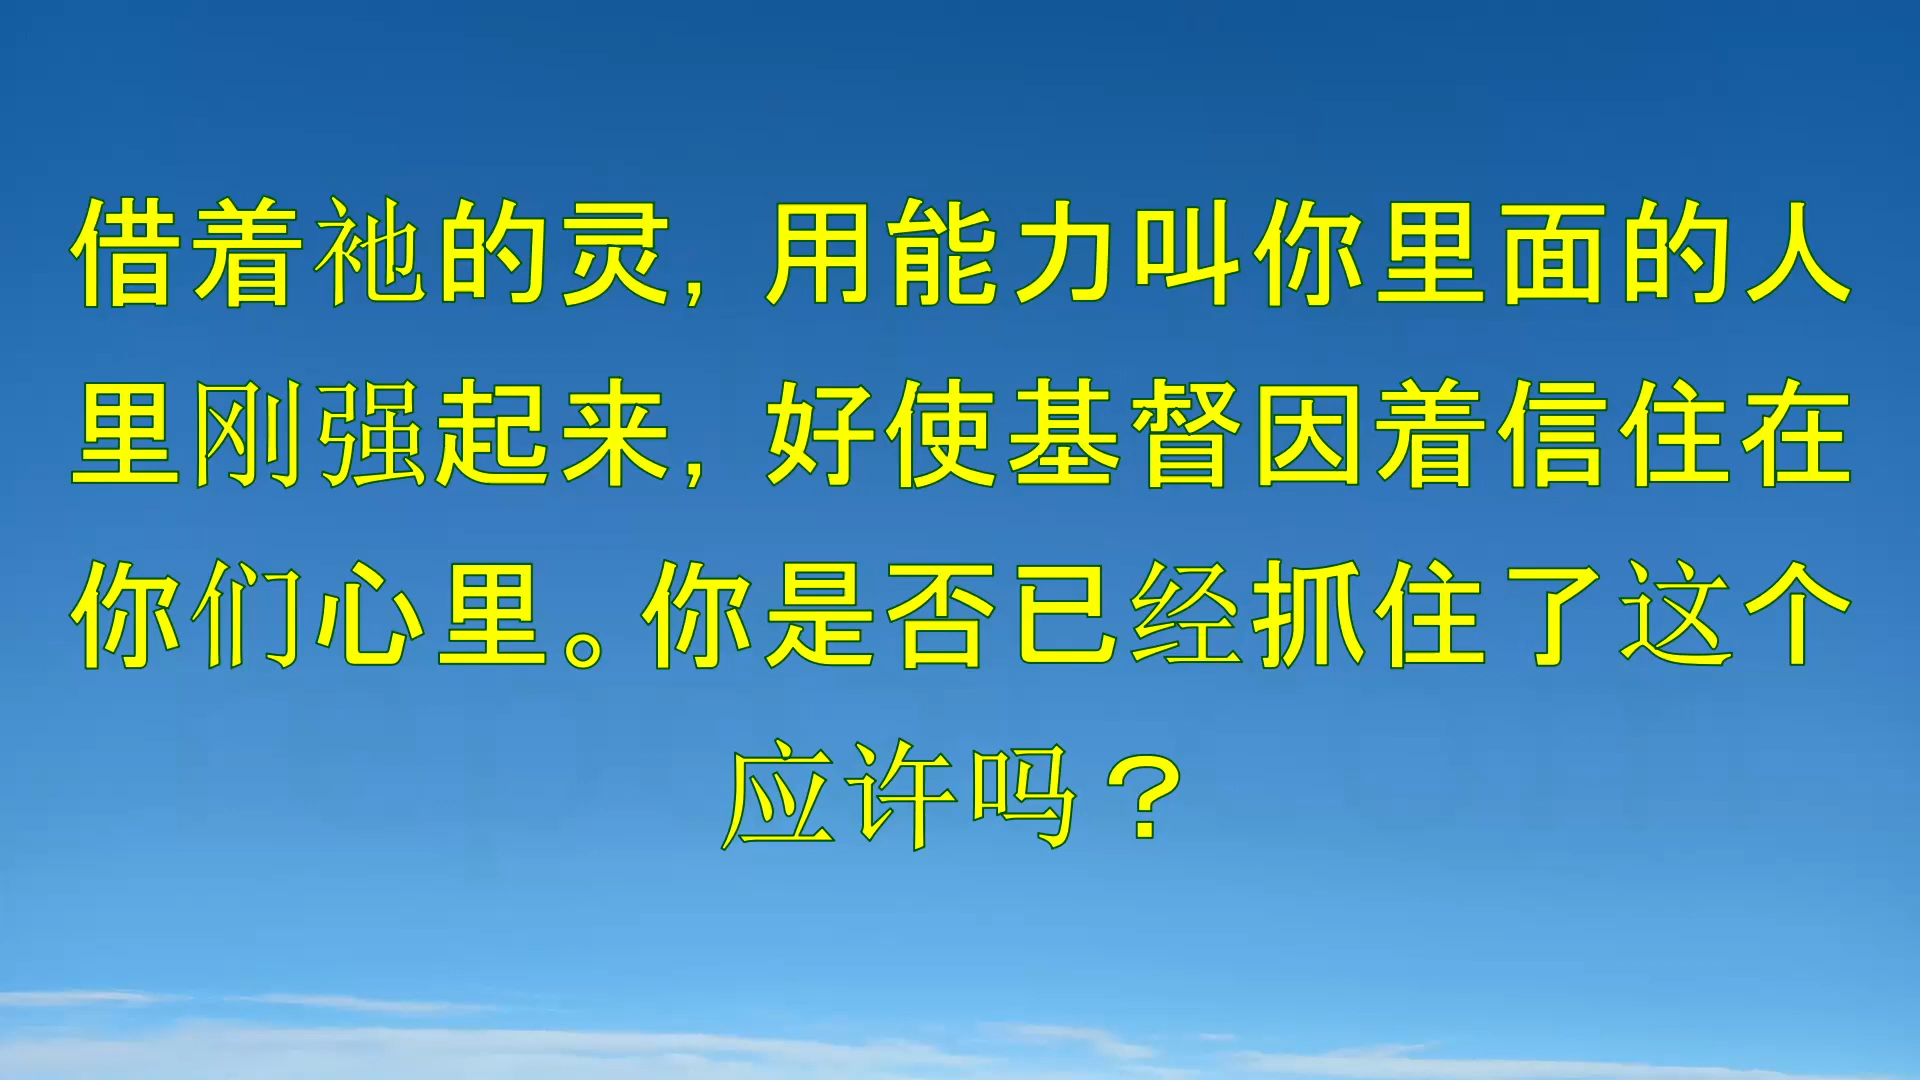 借着衪的灵，用能力叫你里面的人
里刚强起来，好使基督因着信住在
你们心里。你是否已经抓住了这个
应许吗？